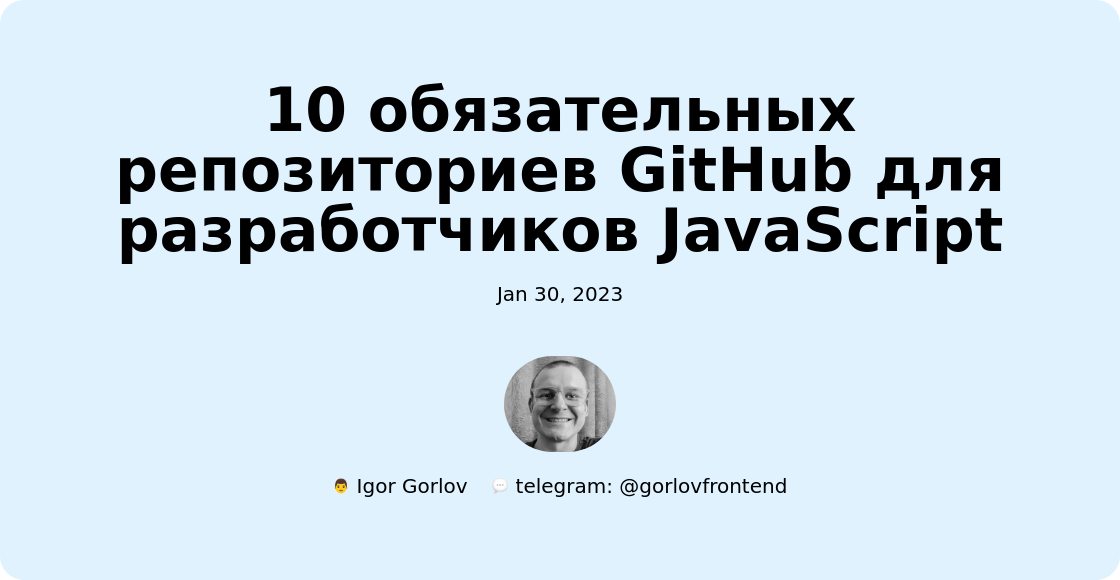 10 обязательных
репозиториев GitHub для
разработчиков JavaScript
Jan 30, 2023
👨 Igor Gorlov 💬 telegram: @gorlovfrontend